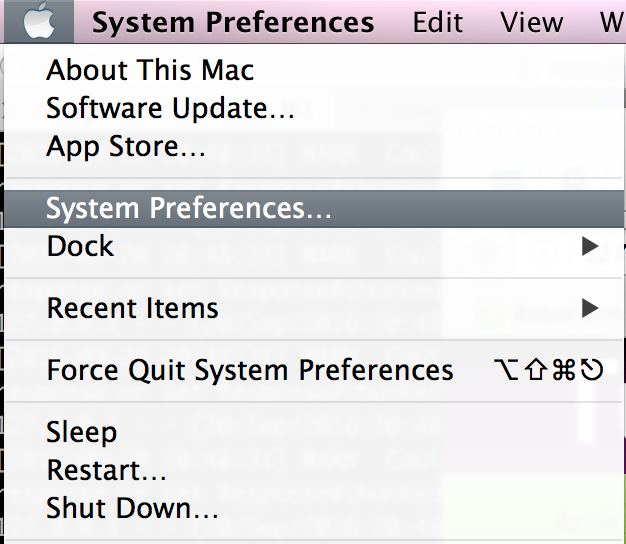 System Preferences Edit View W
About This Mac
Software Update…
App Store…
System Preferences…
Dock ▶
Recent Items ▶
Force Quit System Preferences ⌥⇧⌘⎋
Sleep
Restart…
Shut Down…